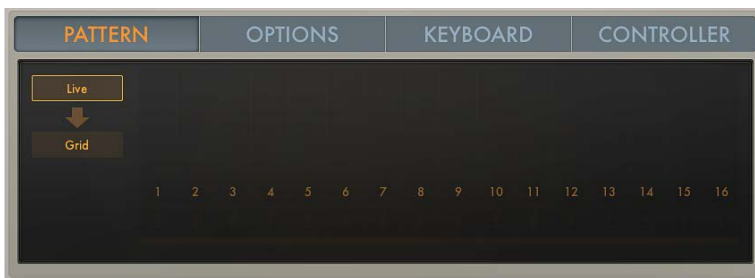 PATTERN OPTIONS KEYBOARD CONTROLLER
Live
Grid
1 2 3 4 5 6 7 8 9 10 11 12 13 14 15 16